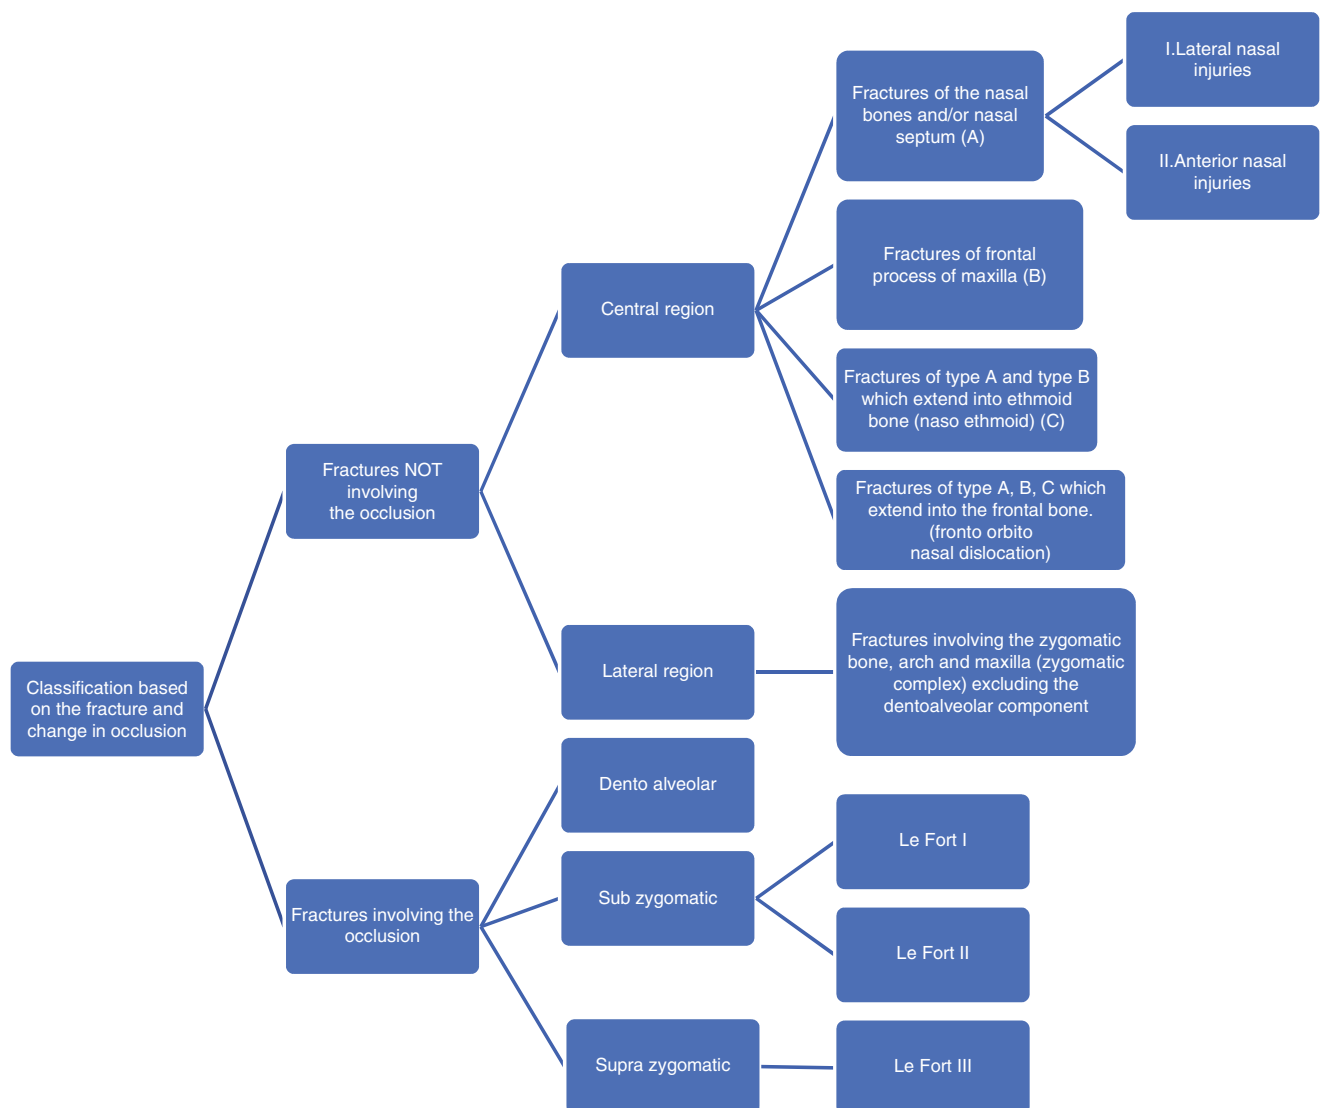 Classification based
on the fracture and
change in occlusion
Fractures NOT
involving
the occlusion
Central region
Fractures of the nasal
bones and/or nasal
septum (A)
I.Lateral nasal
injuries
II.Anterior nasal
injuries
Fractures of frontal
process of maxilla (B)
Fractures of type A and type B
which extend into ethmoid
bone (naso ethmoid) (C)
Fractures of type A, B, C which
extend into the frontal bone.
(fronto orbito
nasal dislocation)
Lateral region
Fractures involving the zygomatic
bone, arch and maxilla (zygomatic
complex) excluding the
dentoalveolar component
Fractures involving the
occlusion
Dento alveolar
Sub zygomatic
Le Fort I
Le Fort II
Supra zygomatic
Le Fort III